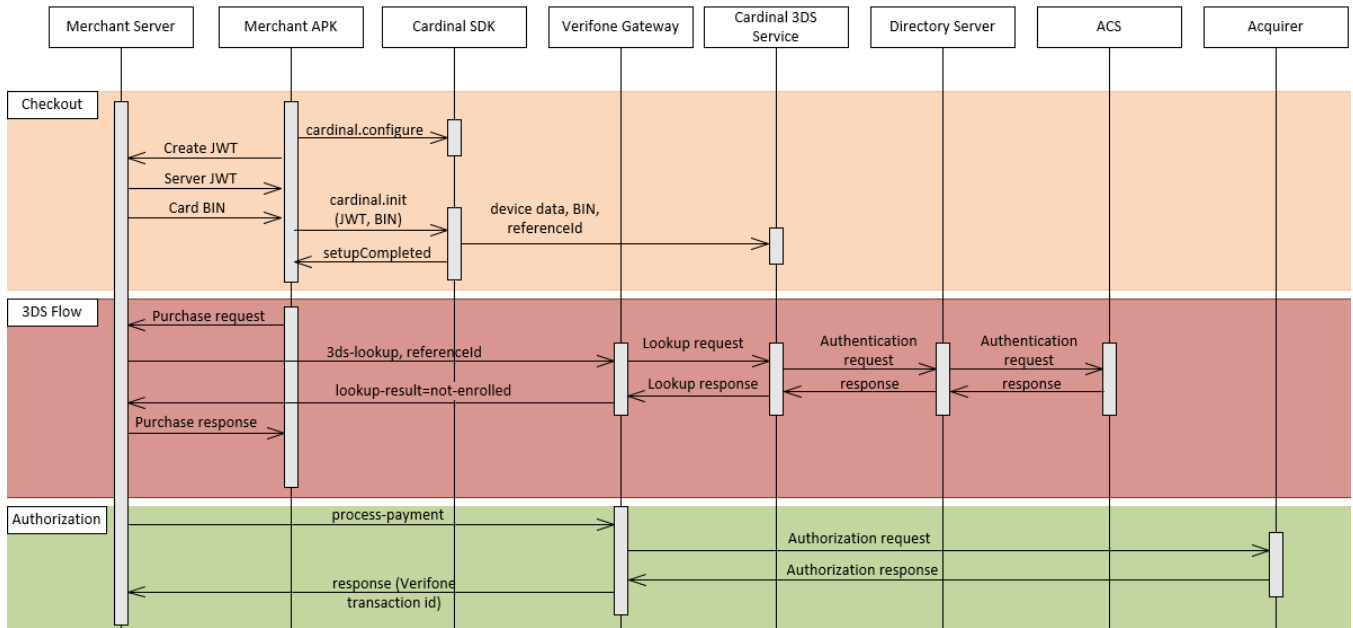 Merchant Server
Merchant APK
Cardinal SDK
Verifone Gateway
Cardinal 3DS
Service
Directory Server
ACS
Acquirer
Checkout
cardinal.configure
Create JWT
Server JWT
Card BIN
cardinal.init
(JWT, BIN)
device data, BIN,
referenceId
setupCompleted
3DS Flow
Purchase request
3ds-lookup, referenceId
Lookup request
Authentication
request
Authentication
request
lookup-result=not-enrolled
Lookup response
response
response
Purchase response
Authorization
process-payment
Authorization request
Authorization response
response (Verifone
transaction id)